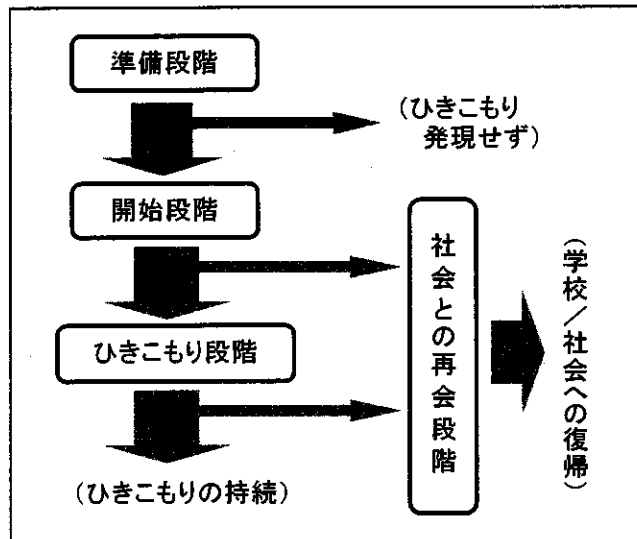 準備段階
(ひきこもり
発現せず)
開始段階
ひきこもり段階
(ひきこもりの持続)
社会との再会段階
(学校/社会への復帰)